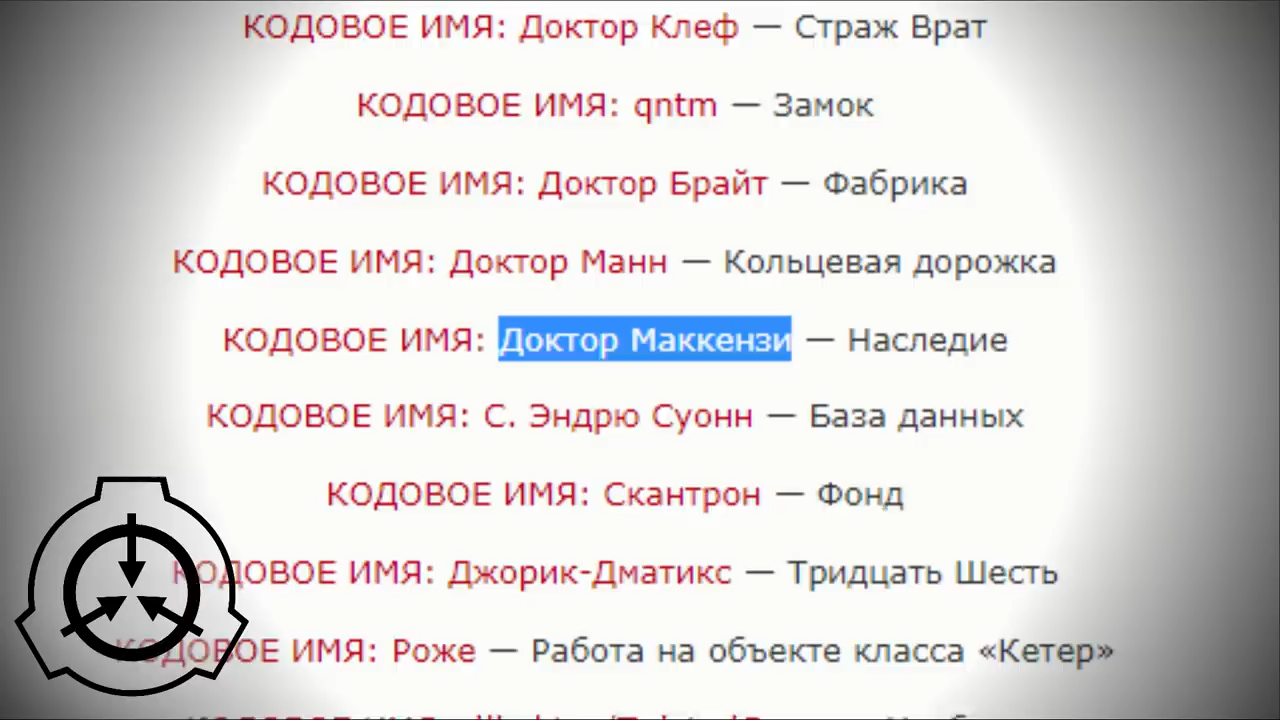 КОДОВОЕ ИМЯ: Доктор Клеф — Страж Врат
КОДОВОЕ ИМЯ: qntm — Замок
КОДОВОЕ ИМЯ: Доктор Брайт — Фабрика
КОДОВОЕ ИМЯ: Доктор Манн — Кольцевая дорожка
КОДОВОЕ ИМЯ: Доктор Маккензи — Наследие
КОДОВОЕ ИМЯ: С. Эндрю Суонн — База данных
КОДОВОЕ ИМЯ: Скантрон — Фонд
КОДОВОЕ ИМЯ: Джорик-Дматикс — Тридцать Шесть
КОДОВОЕ ИМЯ: Роже — Работа на объекте класса «Кетер»